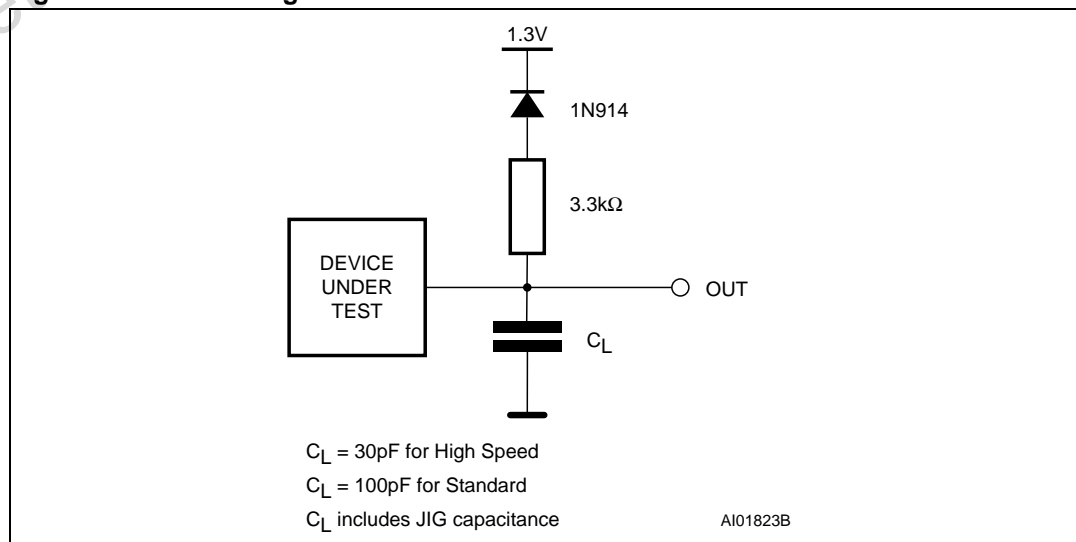 1.3V
1N914
3.3kΩ
DEVICE
UNDER
TEST
OUT
CL
CL = 30pF for High Speed
CL = 100pF for Standard
CL includes JIG capacitance
AI01823B